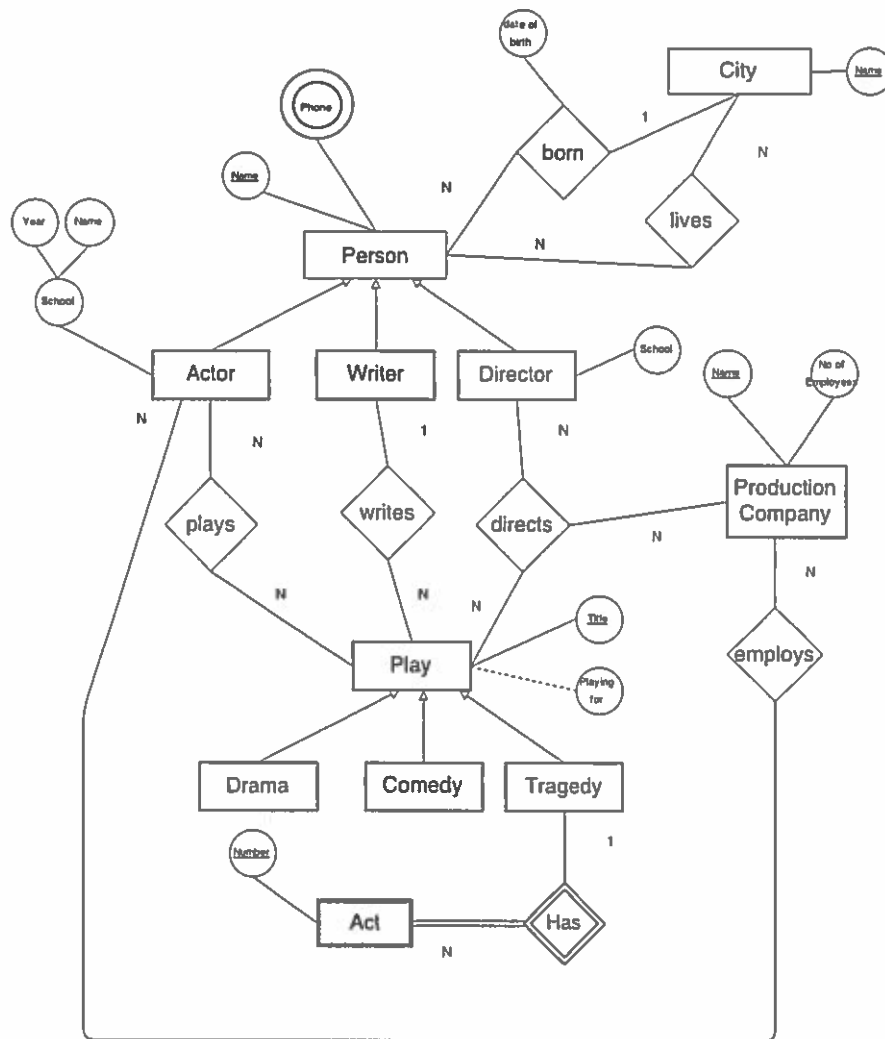 date of
birth
City
Name
Phone
1
born
N
Name
N
lives
Year
Name
N
Person
School
Actor
Writer
Director
School
Name
No of
Employees
N
N
1
N
Production
Company
plays
writes
directs
N
N
N
N
N
Title
Play
employs
Playing
for
Drama
Comedy
Tragedy
1
Number
Act
Has
N